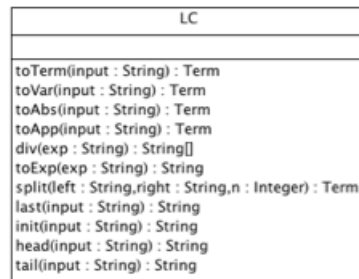 LC
toTerm(input : String) : Term
toVar(input : String) : Term
toAbs(input : String) : Term
toApp(input : String) : Term
div(exp : String) : String[]
toExp(exp : String) : String
split(left : String,right : String,n : Integer) : Term
last(input : String) : String
init(input : String) : String
head(input : String) : String
tail(input : String) : String